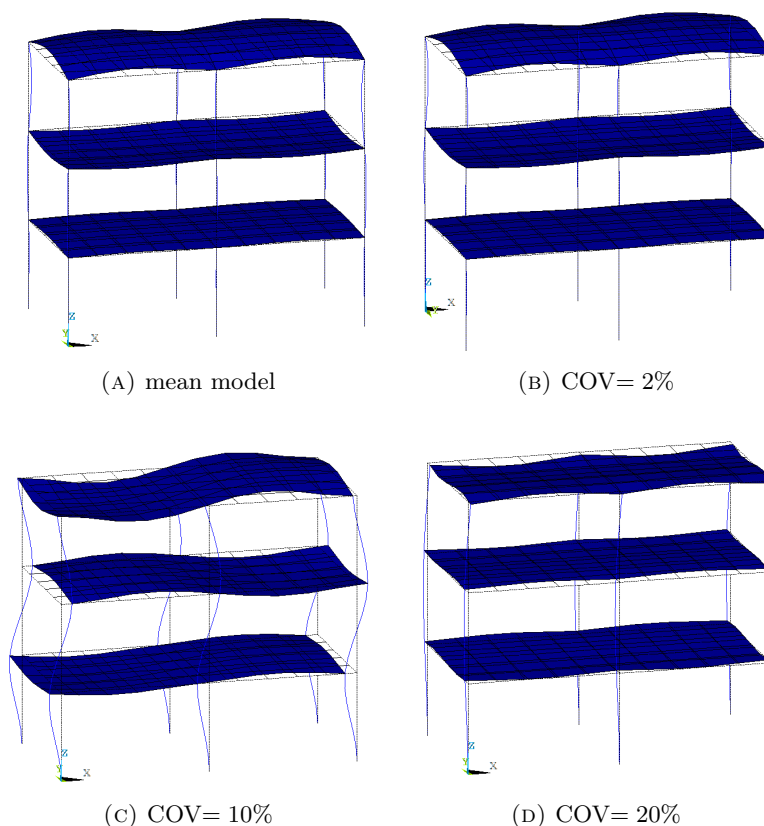 Z
Y
X
Z
X
Y
(A) mean model
(B) COV= 2%
Z
Y
X
Z
Y
X
(C) COV= 10%
(D) COV= 20%